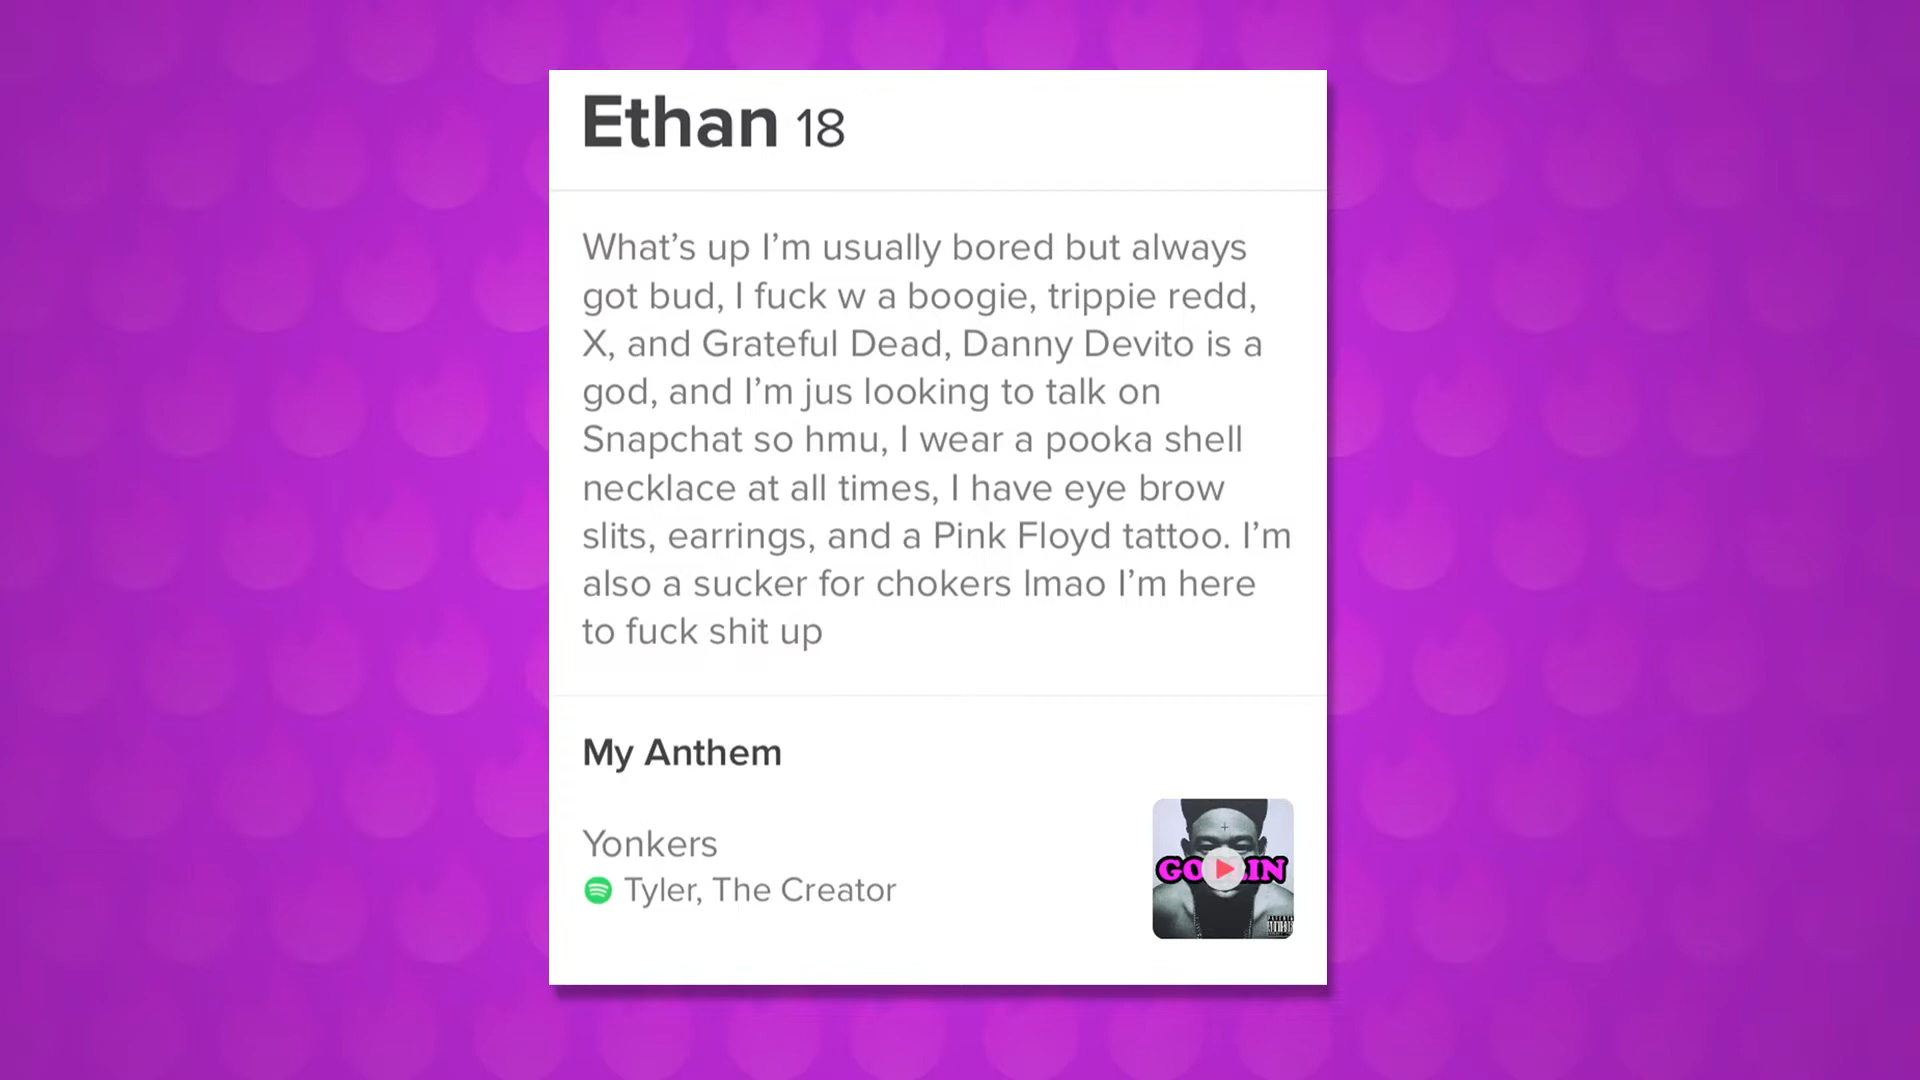 Ethan 18
What's up I'm usually bored but always
got bud, I fuck w a boogie, trippie redd,
X, and Grateful Dead, Danny Devito is a
god, and I'm jus looking to talk on
Snapchat so hmu, I wear a pooka shell
necklace at all times, I have eye brow
slits, earrings, and a Pink Floyd tattoo. I'm
also a sucker for chokers lmao I'm here
to fuck shit up
My Anthem
Yonkers
Tyler, The Creator